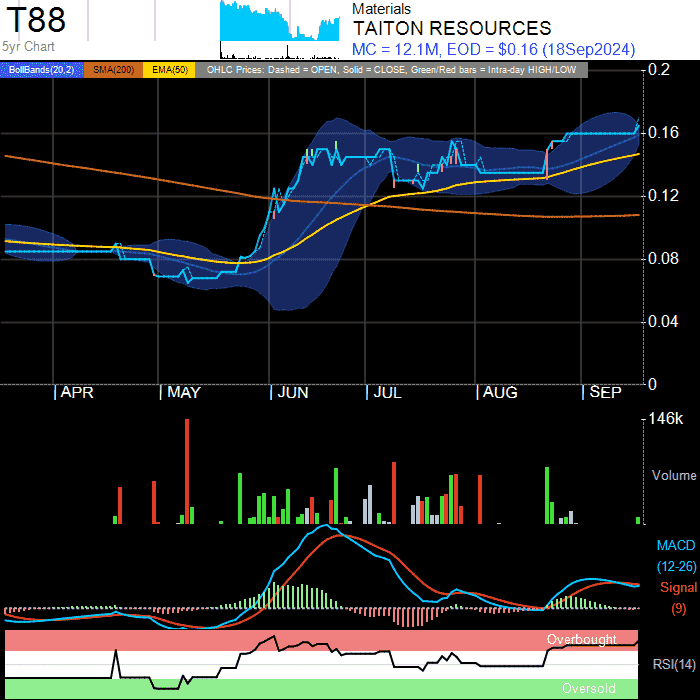 T88
5yr Chart
Materials
TAITON RESOURCES
MC = 12.1M, EOD = $0.16 (18Sep2024)
BollBands(20,2) SMA(200) EMA(50) OHLC Prices: Dashed = OPEN, Solid = CLOSE, Green/Red bars = Intra-day HIGH/LOW
0.2
0.16
0.12
0.08
0.04
0
APR MAY JUN JUL AUG SEP
146k
Volume
MACD
(12-26)
Signal
(9)
Overbought
RSI(14)
Oversold